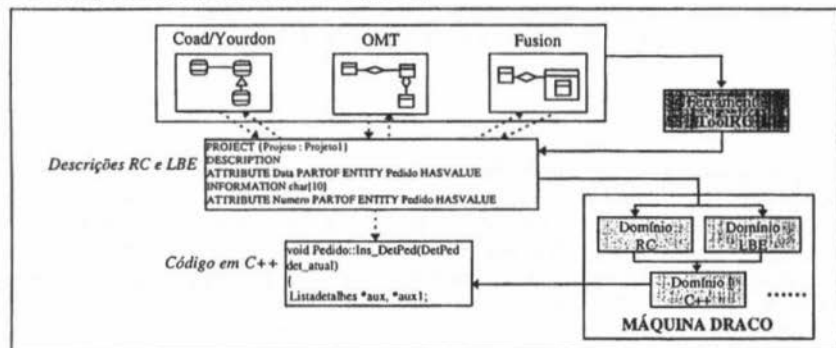 Coad/Yourdon
OMT
Fusion
Ferramenta
ToolRC
Descrições RC e LBE
PROJECT (Projeto : Projeto1)
DESCRIPTION
ATTRIBUTE Data PARTOF ENTITY Pedido HASVALUE
INFORMATION char[10]
ATTRIBUTE Numero PARTOF ENTITY Pedido HASVALUE
Domínio
RC
Domínio
LBE
Código em C++
void Pedido::Ins_DetPed(DetPed
det_atual)
{
Listadetalhes *aux, *aux1;
Domínio
C++
......
MÁQUINA DRACO